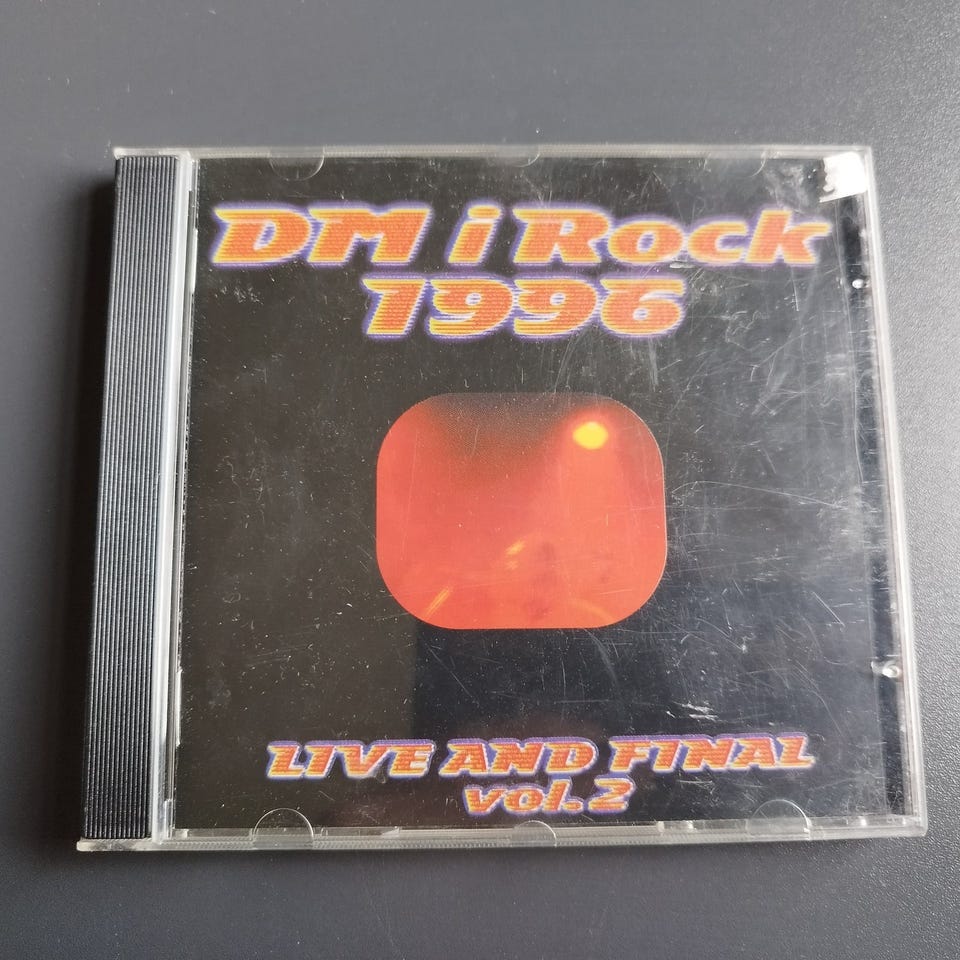 DM i Rock
1996
LIVE AND FINAL
vol.2